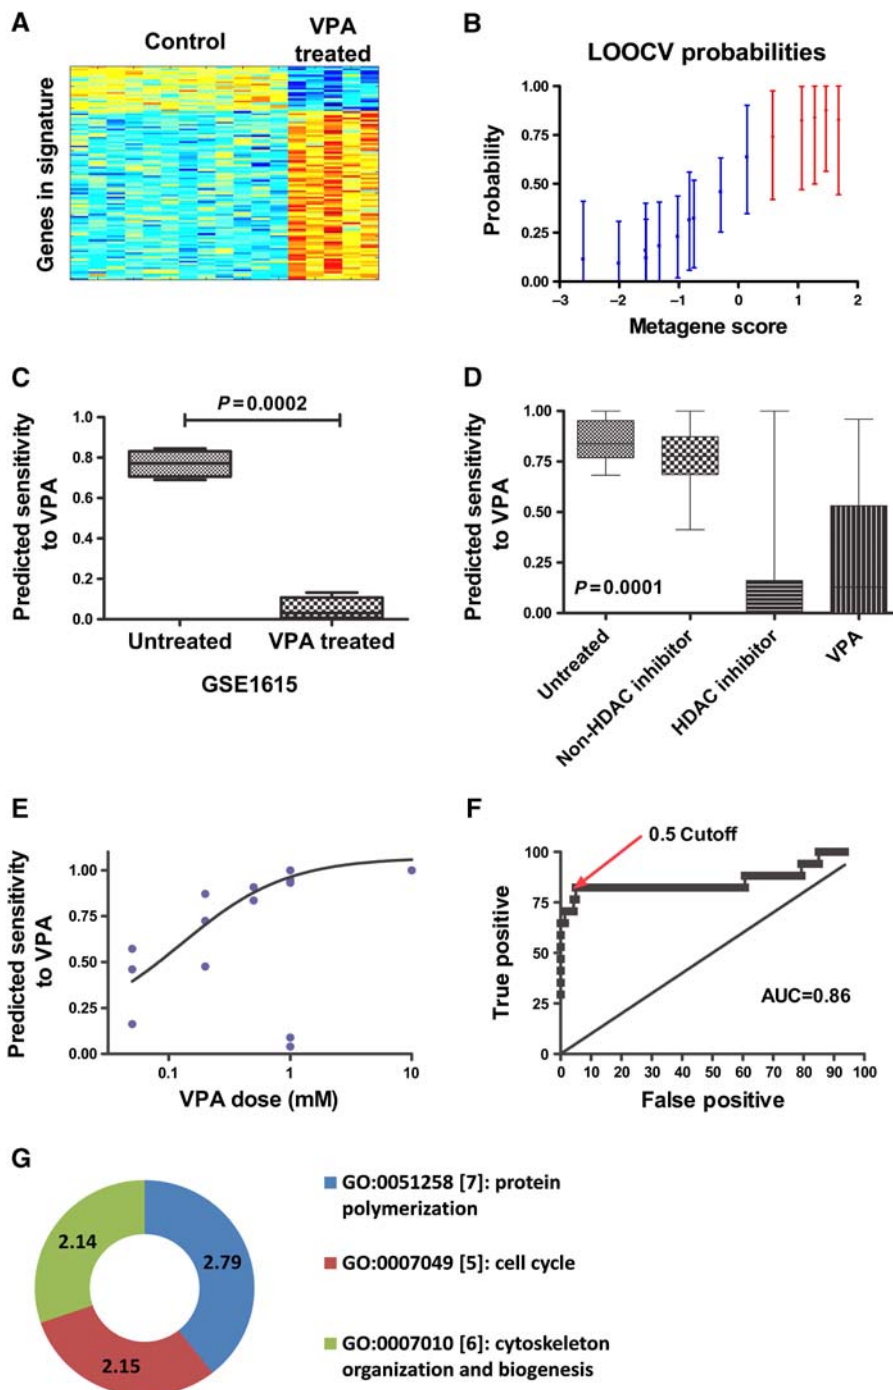 A
Control
VPA
treated
Genes in signature
B
LOOCV probabilities
Probability
1.00
0.75
0.50
0.25
0.00
–3
–2
–1
0
1
2
Metagene score
C
Predicted sensitivity
to VPA
1.0
0.8
0.6
0.4
0.2
0.0
P = 0.0002
Untreated
VPA treated
GSE1615
D
Predicted sensitivity
to VPA
1.00
0.75
0.50
0.25
0.00
P = 0.0001
Untreated
Non-HDAC inhibitor
HDAC inhibitor
VPA
E
Predicted sensitivity
to VPA
1.00
0.75
0.50
0.25
0.00
0.1
1
10
VPA dose (mM)
F
0.5 Cutoff
True positive
100
75
50
25
0
AUC=0.86
0
10
20
30
40
50
60
70
80
90
100
False positive
G
2.14
2.79
2.15
GO:0051258 [7]: protein
polymerization
GO:0007049 [5]: cell cycle
GO:0007010 [6]: cytoskeleton
organization and biogenesis